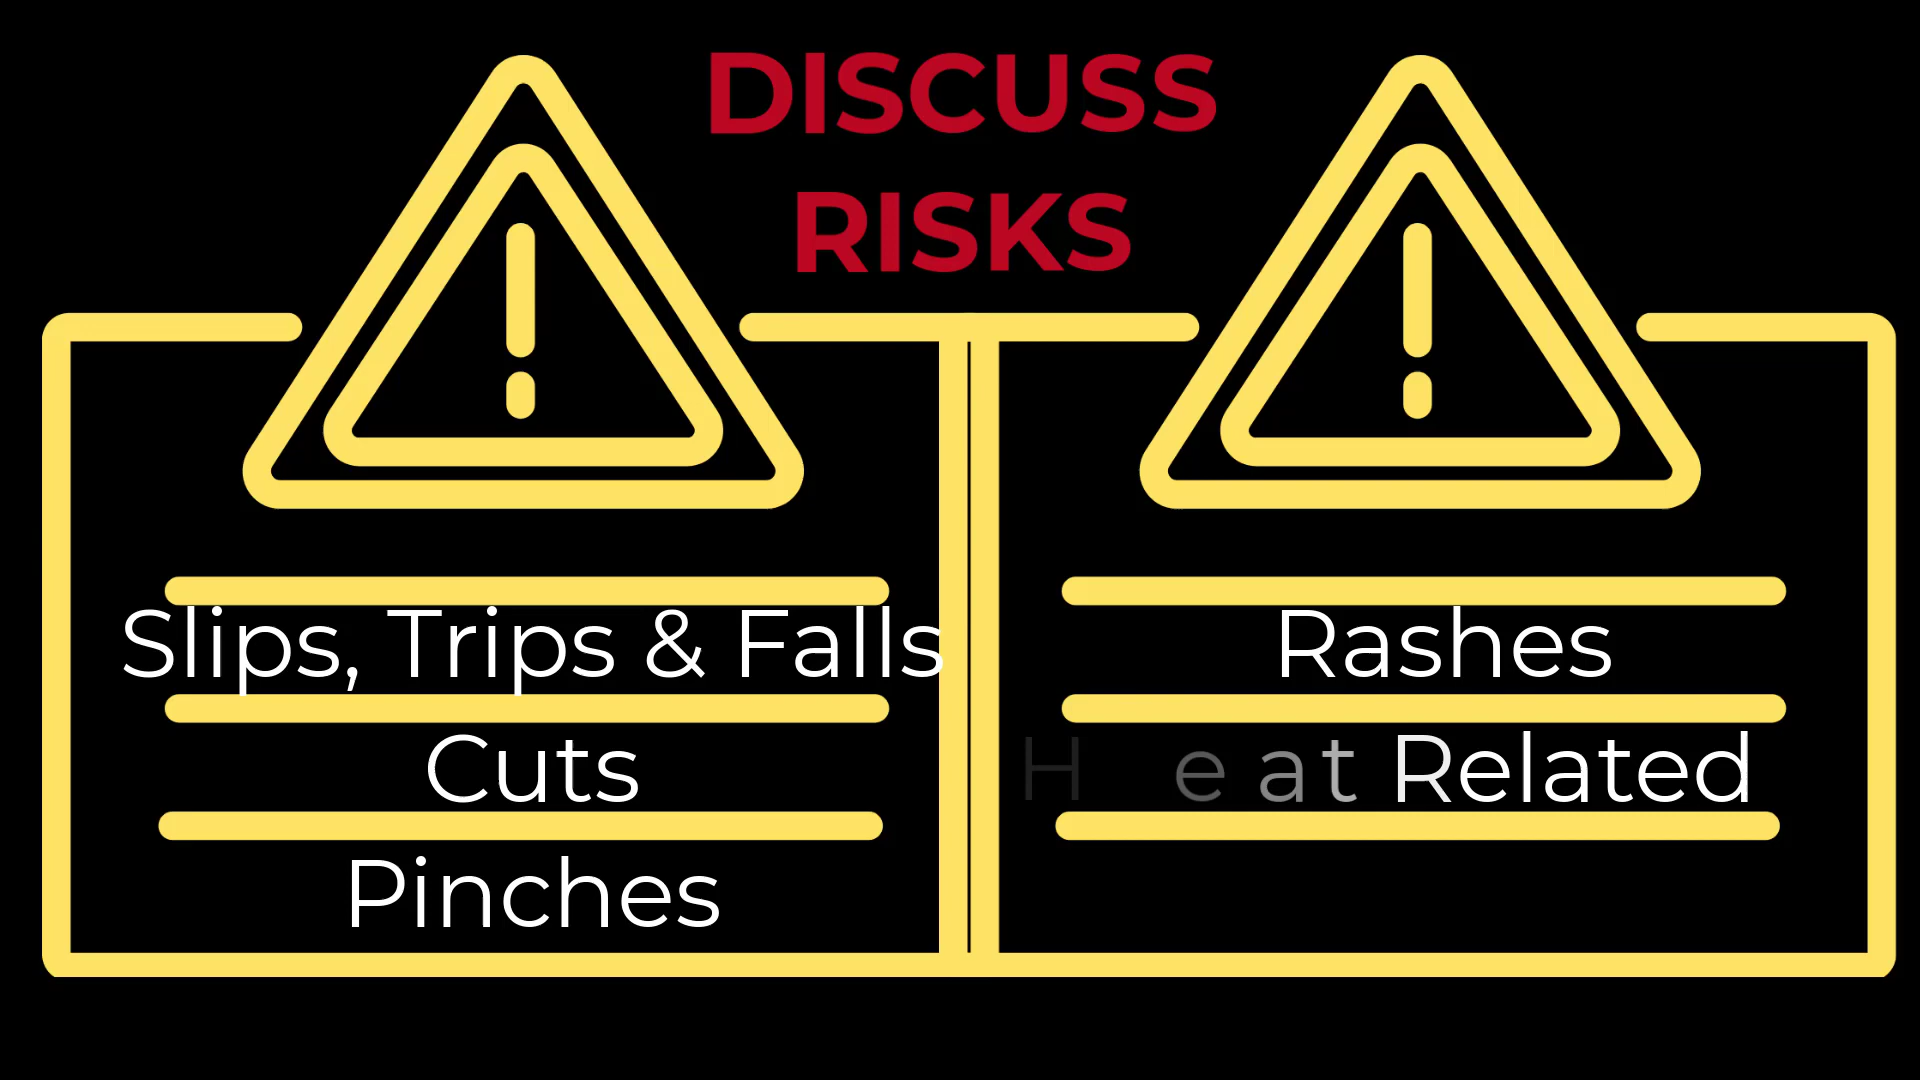 DISCUSS
RISKS
Slips, Trips & Falls
Cuts
Pinches
Rashes
Heat Related